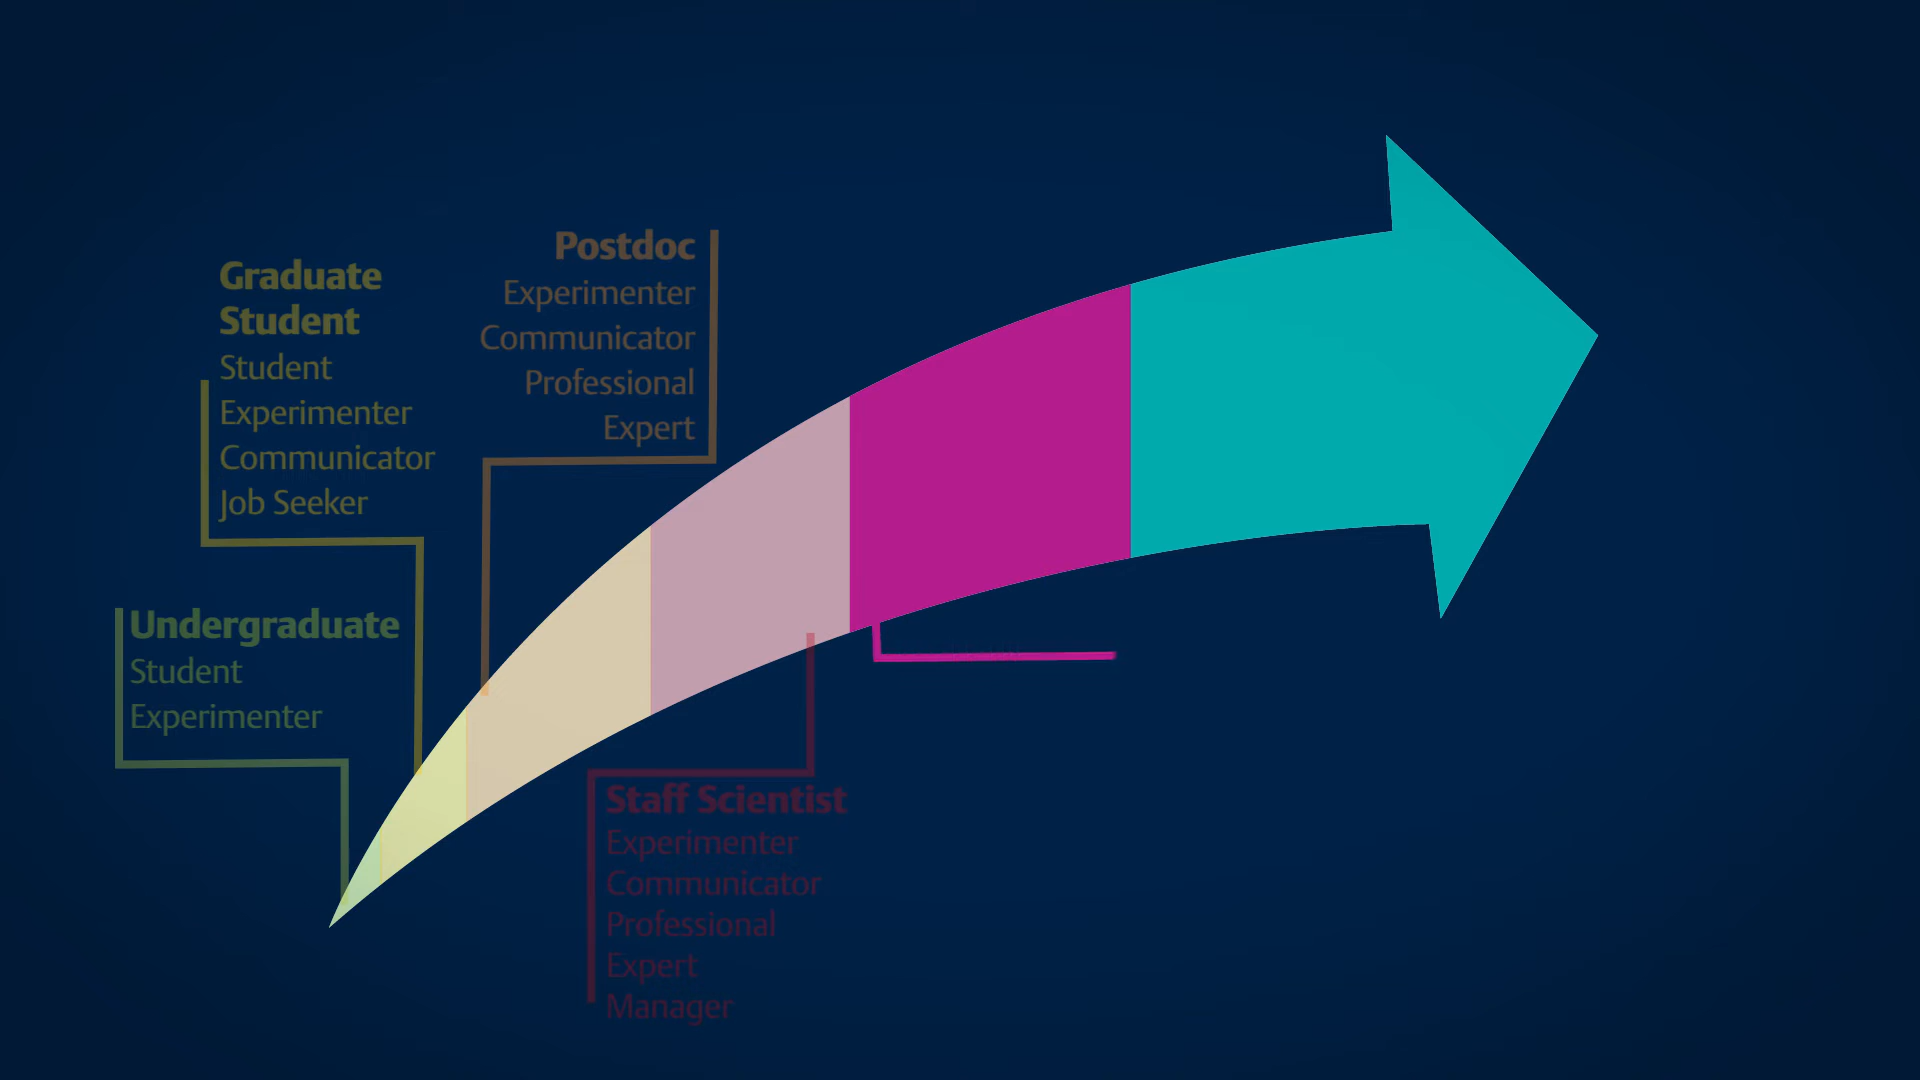 Postdoc
Experimenter
Communicator
Professional
Expert
Graduate
Student
Student
Experimenter
Communicator
Job Seeker
Undergraduate
Student
Experimenter
Staff Scientist
Experimenter
Communicator
Professional
Expert
Manager